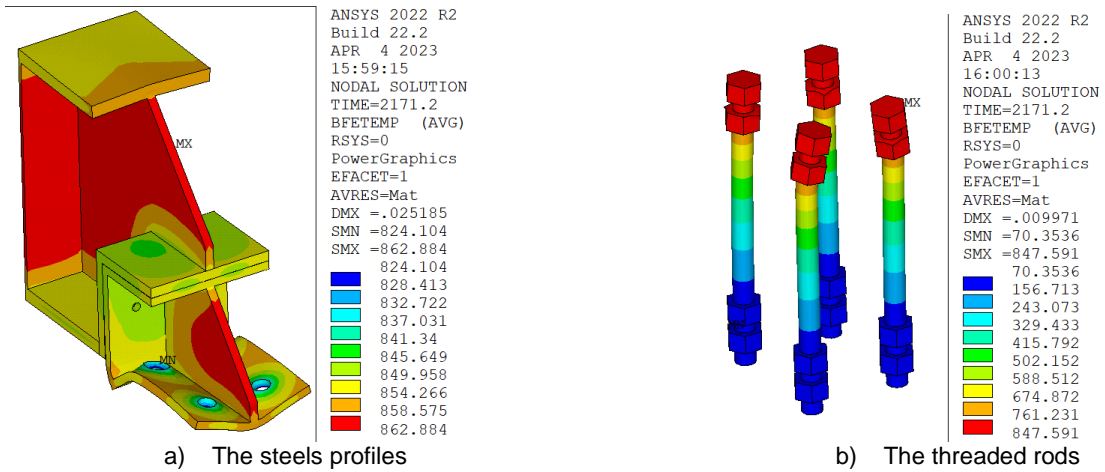 ANSYS 2022 R2
Build 22.2
APR  4 2023
15:59:15
NODAL SOLUTION
TIME=2171.2
BFETEMP  (AVG)
RSYS=0
PowerGraphics
EFACET=1
AVRES=Mat
DMX =.025185
SMN =824.104
SMX =862.884
824.104
828.413
832.722
837.031
841.34
845.649
849.958
854.266
858.575
862.884
MX
MN
a) The steels profiles
ANSYS 2022 R2
Build 22.2
APR  4 2023
16:00:13
NODAL SOLUTION
TIME=2171.2
BFETEMP  (AVG)
RSYS=0
PowerGraphics
EFACET=1
AVRES=Mat
DMX =.009971
SMN =70.3536
SMX =847.591
70.3536
156.713
243.073
329.433
415.792
502.152
588.512
674.872
761.231
847.591
MX
b) The threaded rods